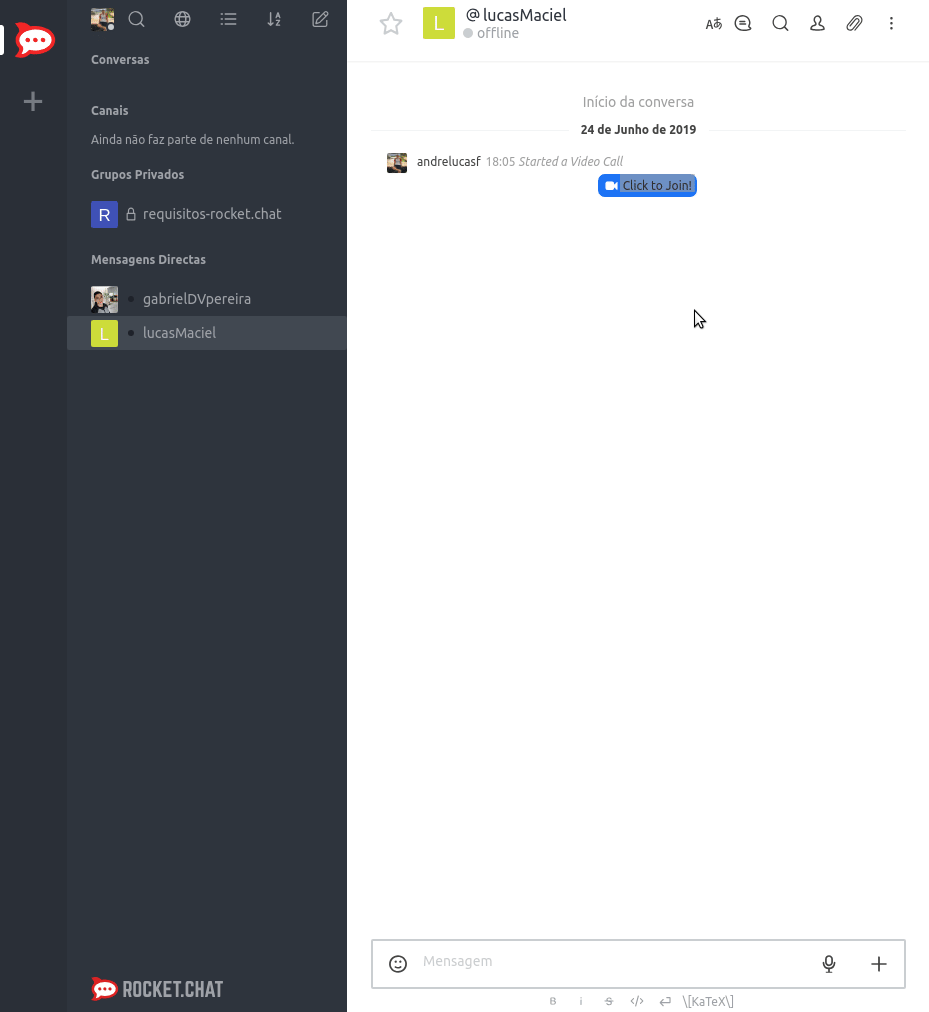 Conversas
Canais
Ainda não faz parte de nenhum canal.
Grupos Privados
R requisitos-rocket.chat
Mensagens Directas
gabrielDVpereira
L lucasMaciel
ROCKET.CHAT
L @ lucasMaciel
offline
Início da conversa
24 de Junho de 2019
andrelucasf 18:05 Started a Video Call
Click to Join!
Mensagem
B i S </> \[KaTeX\]